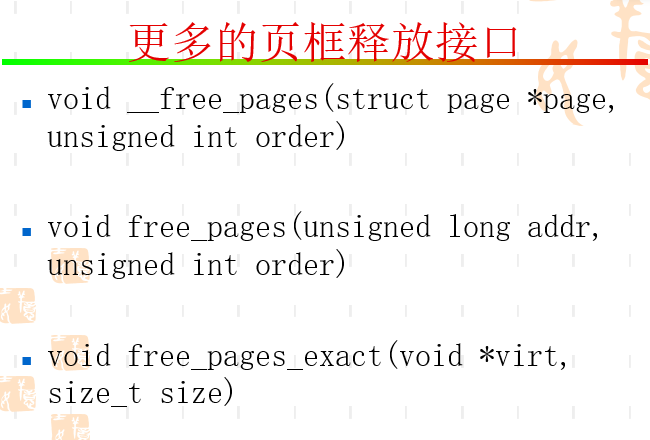 更多的页框释放接口
void __free_pages(struct page *page,
unsigned int order)
void free_pages(unsigned long addr,
unsigned int order)
void free_pages_exact(void *virt,
size_t size)